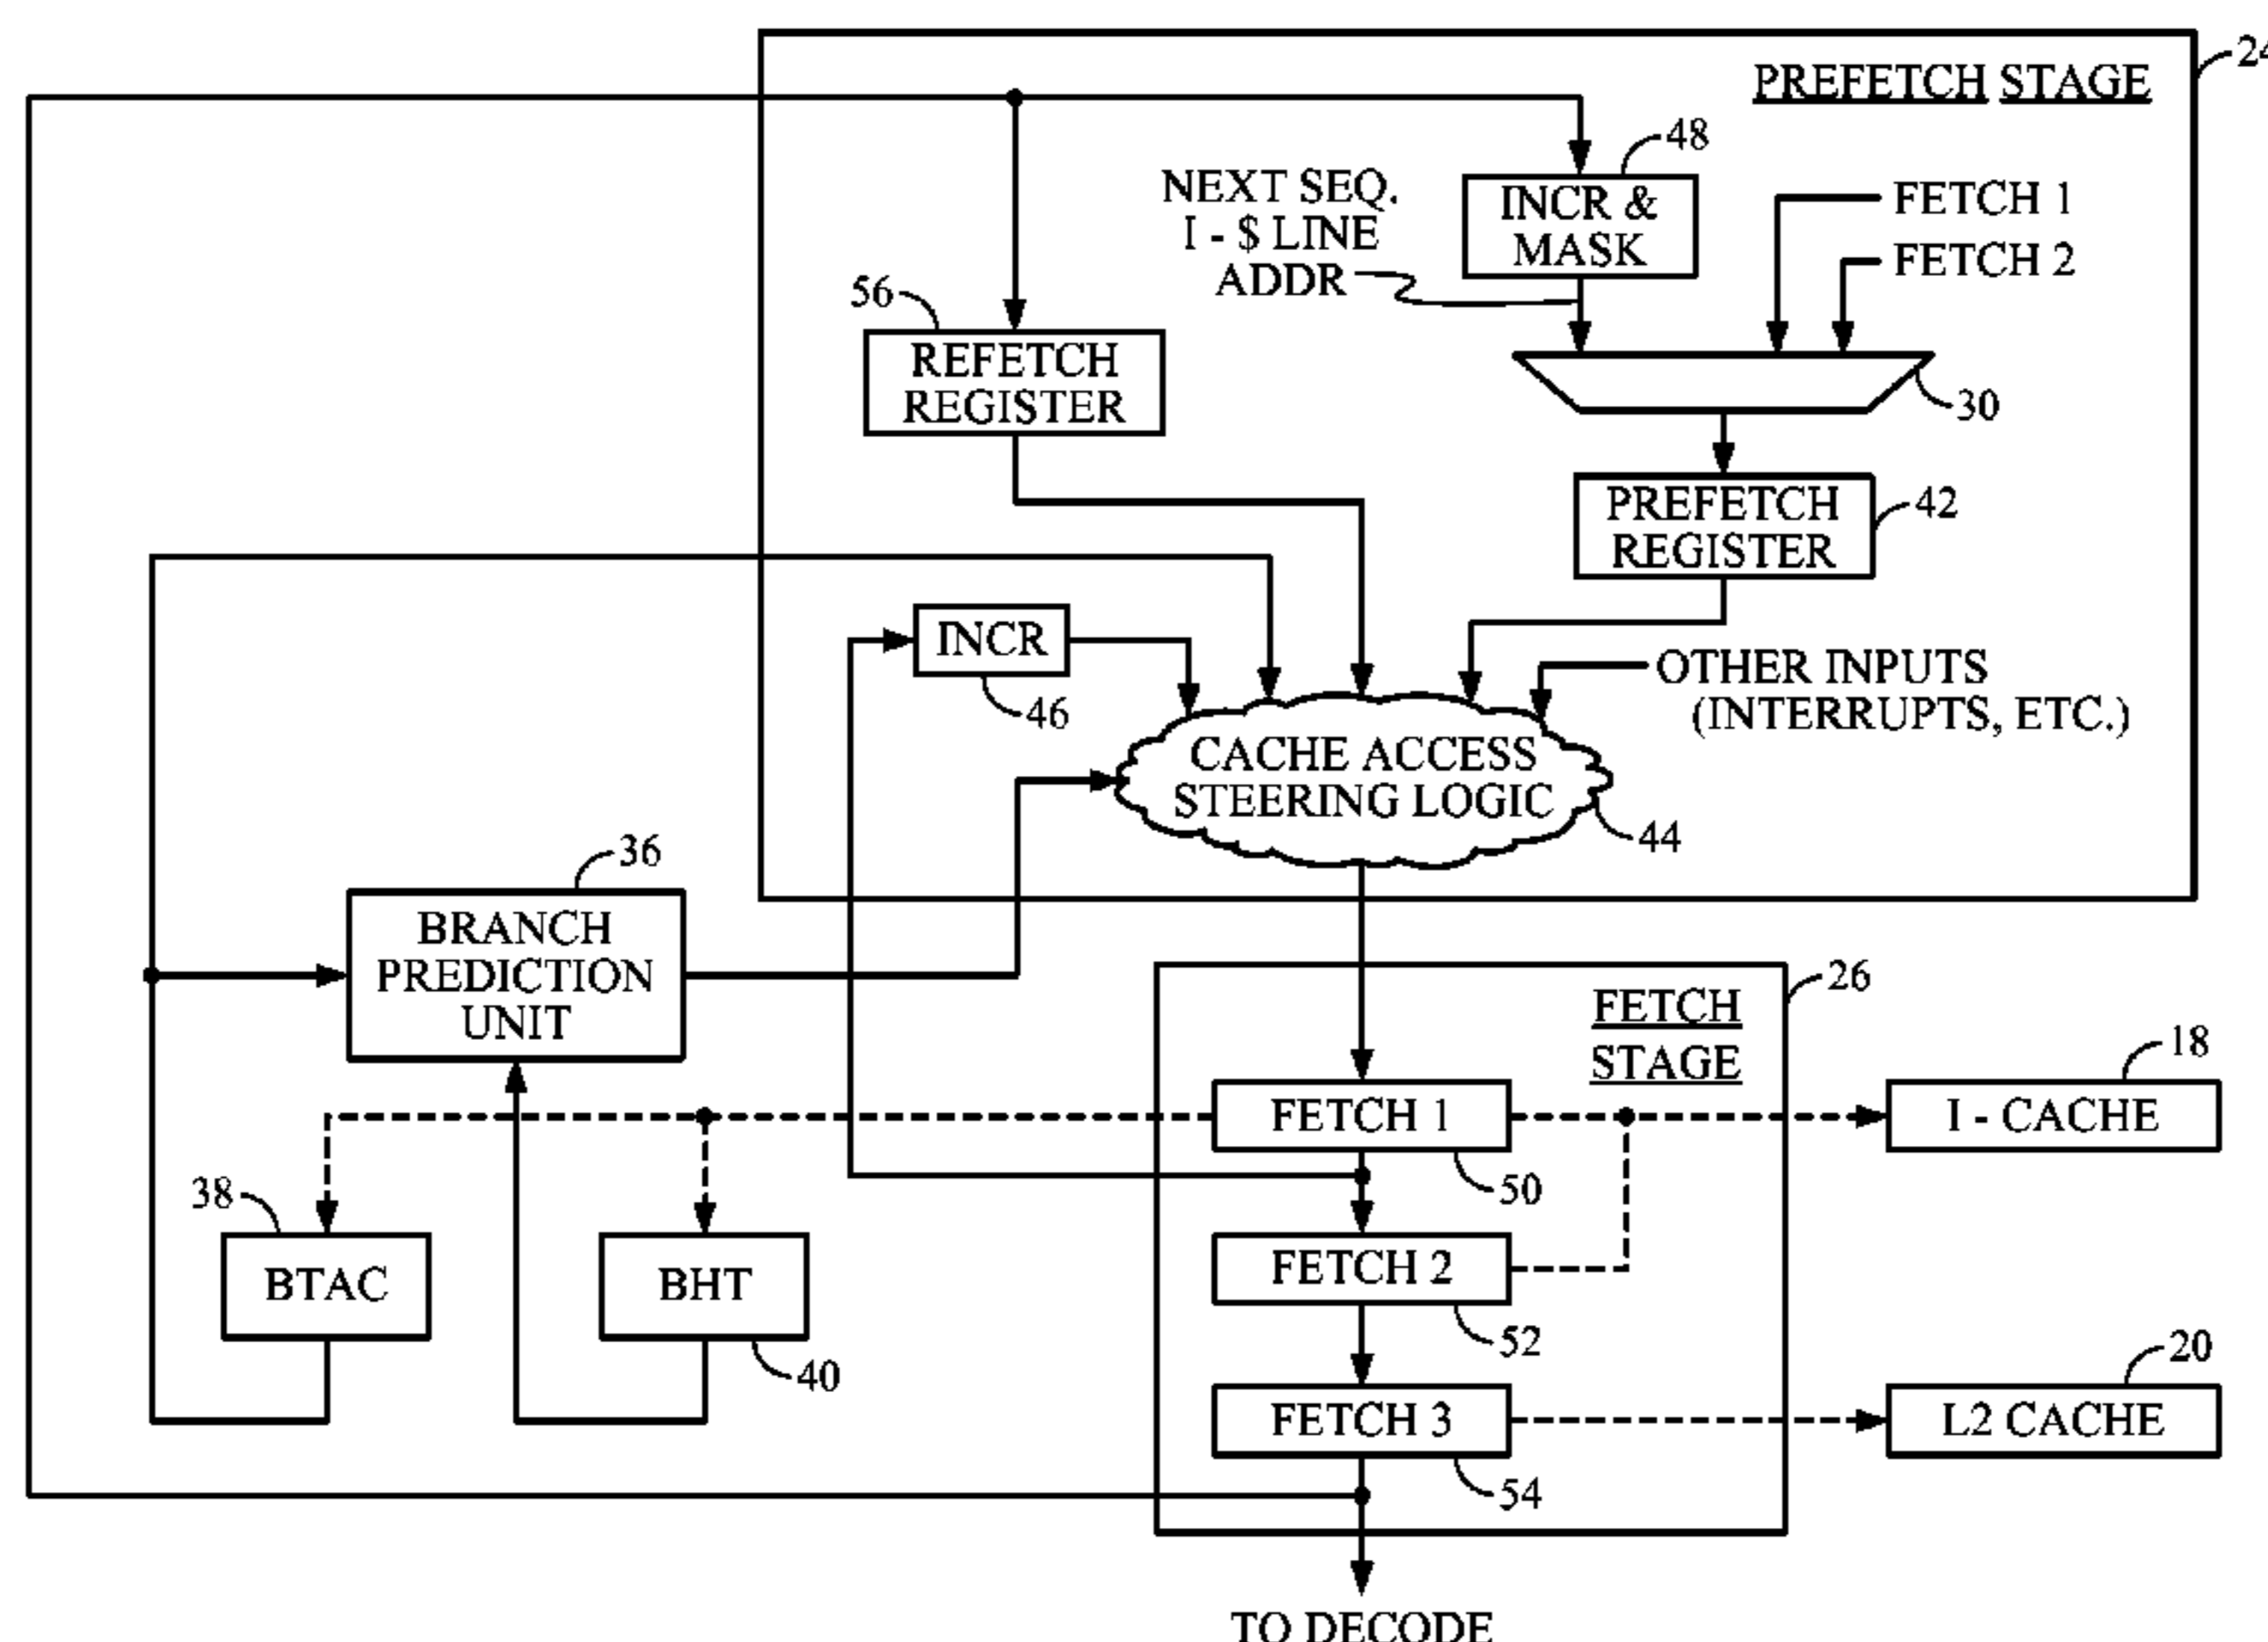 24
PREFETCH STAGE
48
NEXT SEQ.
I - $ LINE
ADDR
INCR &
MASK
FETCH 1
FETCH 2
56
REFETCH
REGISTER
30
PREFETCH
REGISTER
42
INCR
46
OTHER INPUTS
(INTERRUPTS, ETC.)
CACHE ACCESS
STEERING LOGIC
44
36
BRANCH
PREDICTION
UNIT
26
FETCH
STAGE
18
FETCH 1
I - CACHE
50
38
BTAC
BHT
40
FETCH 2
52
20
FETCH 3
L2 CACHE
54
TO DECODE